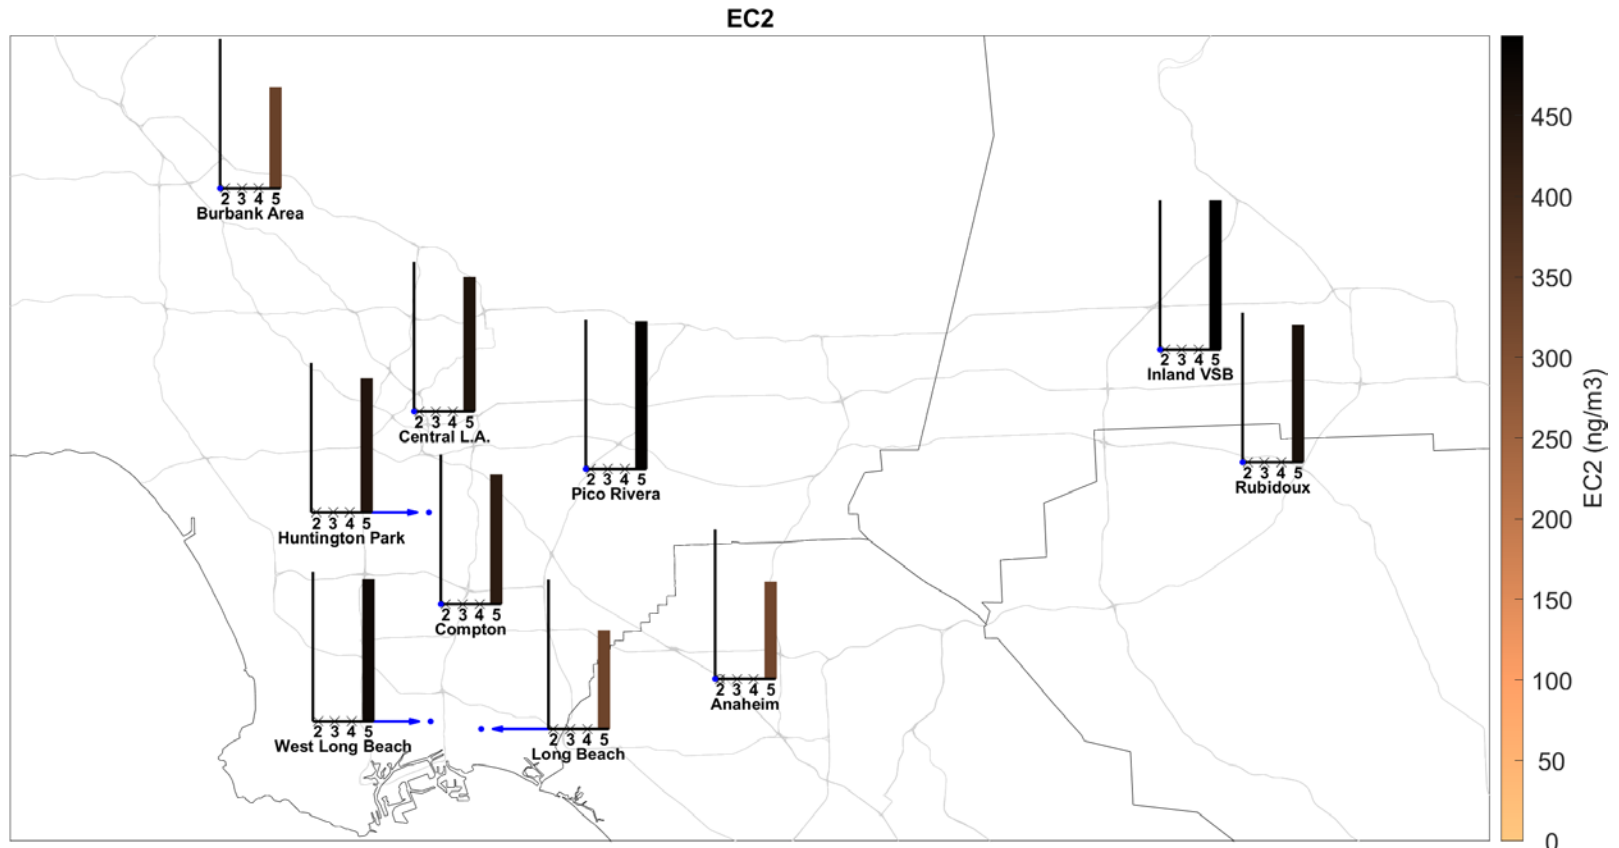 EC2
2 3 4 5
Burbank Area
2 3 4 5
Central L.A.
2 3 4 5
Pico Rivera
2 3 4 5
Inland VSB
2 3 4 5
Rubidoux
2 3 4 5
Huntington Park
2 3 4 5
Compton
2 3 4 5
West Long Beach
2 3 4 5
Long Beach
2 3 4 5
Anaheim
450
400
350
300
250
200
150
100
50
0
EC2 (ng/m3)